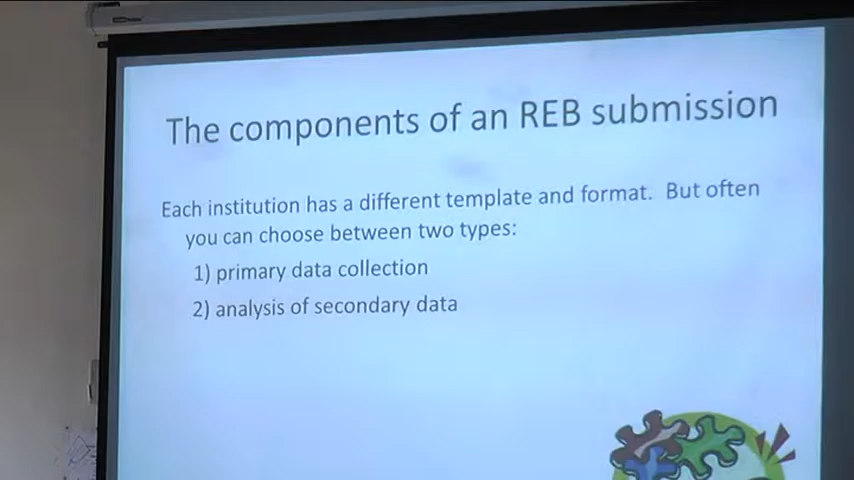 The components of an REB submission
Each institution has a different template and format.  But often
you can choose between two types:
1) primary data collection
2) analysis of secondary data